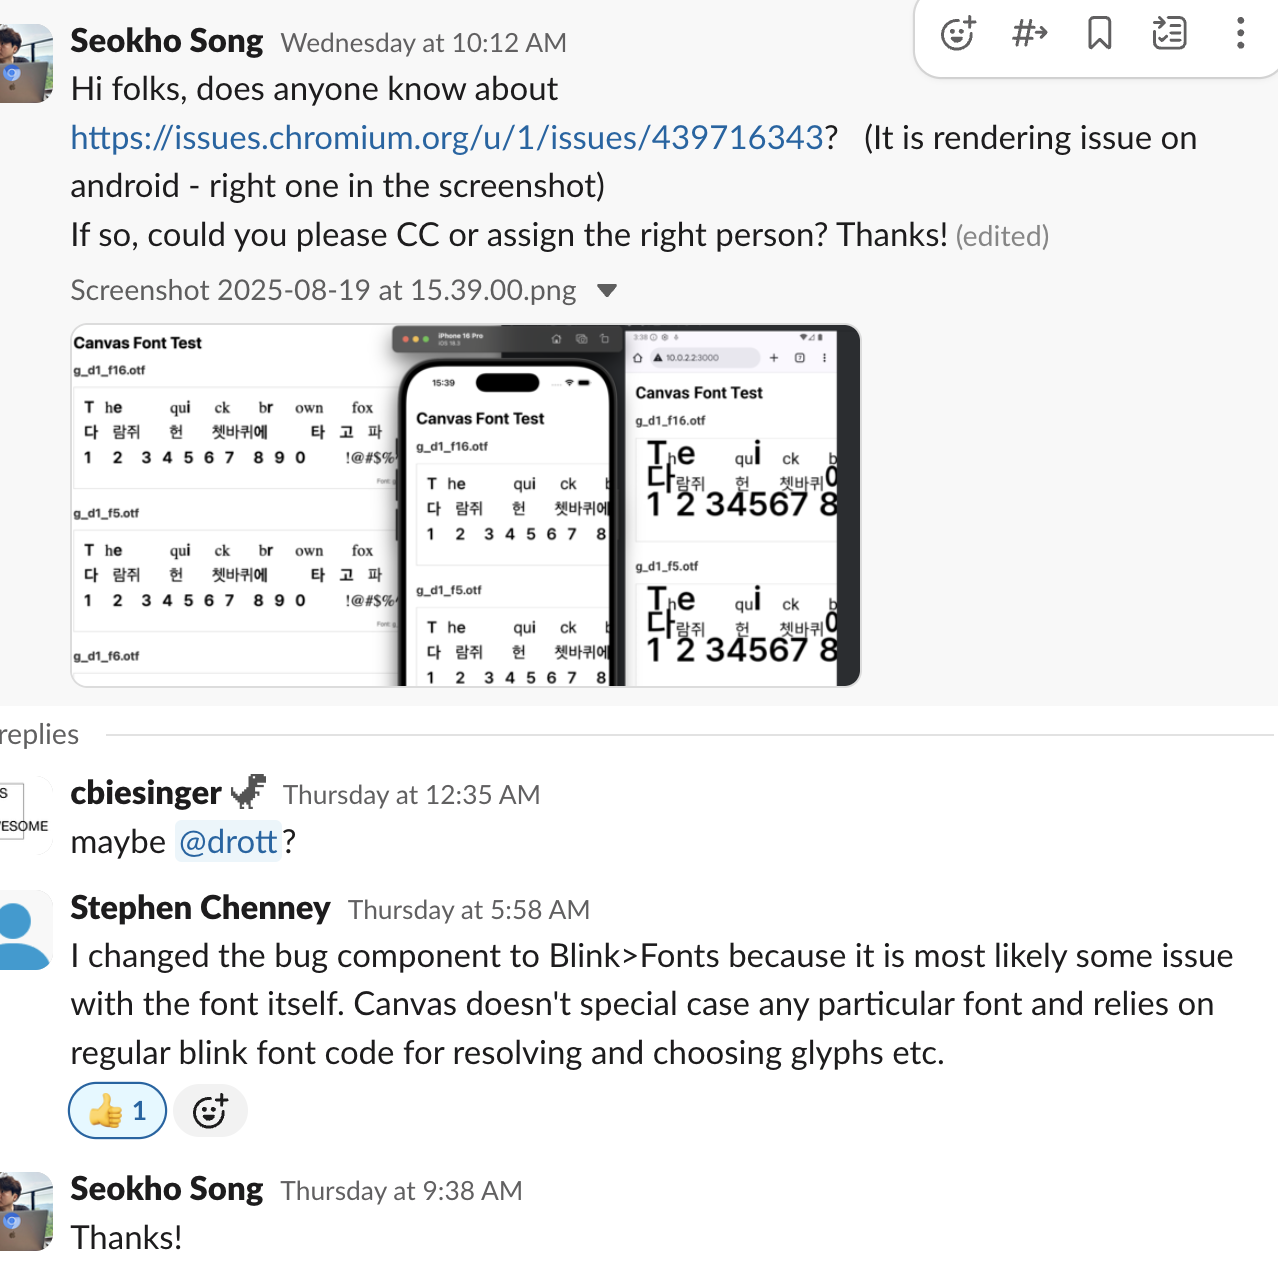 Seokho Song Wednesday at 10:12 AM
Hi folks, does anyone know about
https://issues.chromium.org/u/1/issues/439716343? (It is rendering issue on
android - right one in the screenshot)
If so, could you please CC or assign the right person? Thanks! (edited)
Screenshot 2025-08-19 at 15.39.00.png
Canvas Font Test
g_d1_f16.otf
T he qui ck br own fox
다 람쥐 헌 쳇바퀴에 타 고 파
1 2 3 4 5 6 7 8 9 0 !@#$%
g_d1_f5.otf
T he qui ck br own fox
다 람쥐 헌 쳇바퀴에 타 고 파
1 2 3 4 5 6 7 8 9 0 !@#$%
g_d1_f6.otf
iPhone 16 Pro
15:39
Canvas Font Test
g_d1_f16.otf
T he qui ck
다 람쥐 헌 쳇바퀴에
1 2 3 4 5 6 7 8
g_d1_f5.otf
T he qui ck
다 람쥐 헌 쳇바퀴에
1 2 3 4 5 6 7 8
3:38
10.0.2.2:3000
Canvas Font Test
g_d1_f16.otf
The qui ck b
다람쥐 헌 쳇바퀴
1 2 34567 8
g_d1_f5.otf
The qui ck b
다람쥐 헌 쳇바퀴
1 2 34567 8
replies
cbiesinger Thursday at 12:35 AM
maybe @drott?
Stephen Chenney Thursday at 5:58 AM
I changed the bug component to Blink>Fonts because it is most likely some issue
with the font itself. Canvas doesn't special case any particular font and relies on
regular blink font code for resolving and choosing glyphs etc.
1
Seokho Song Thursday at 9:38 AM
Thanks!